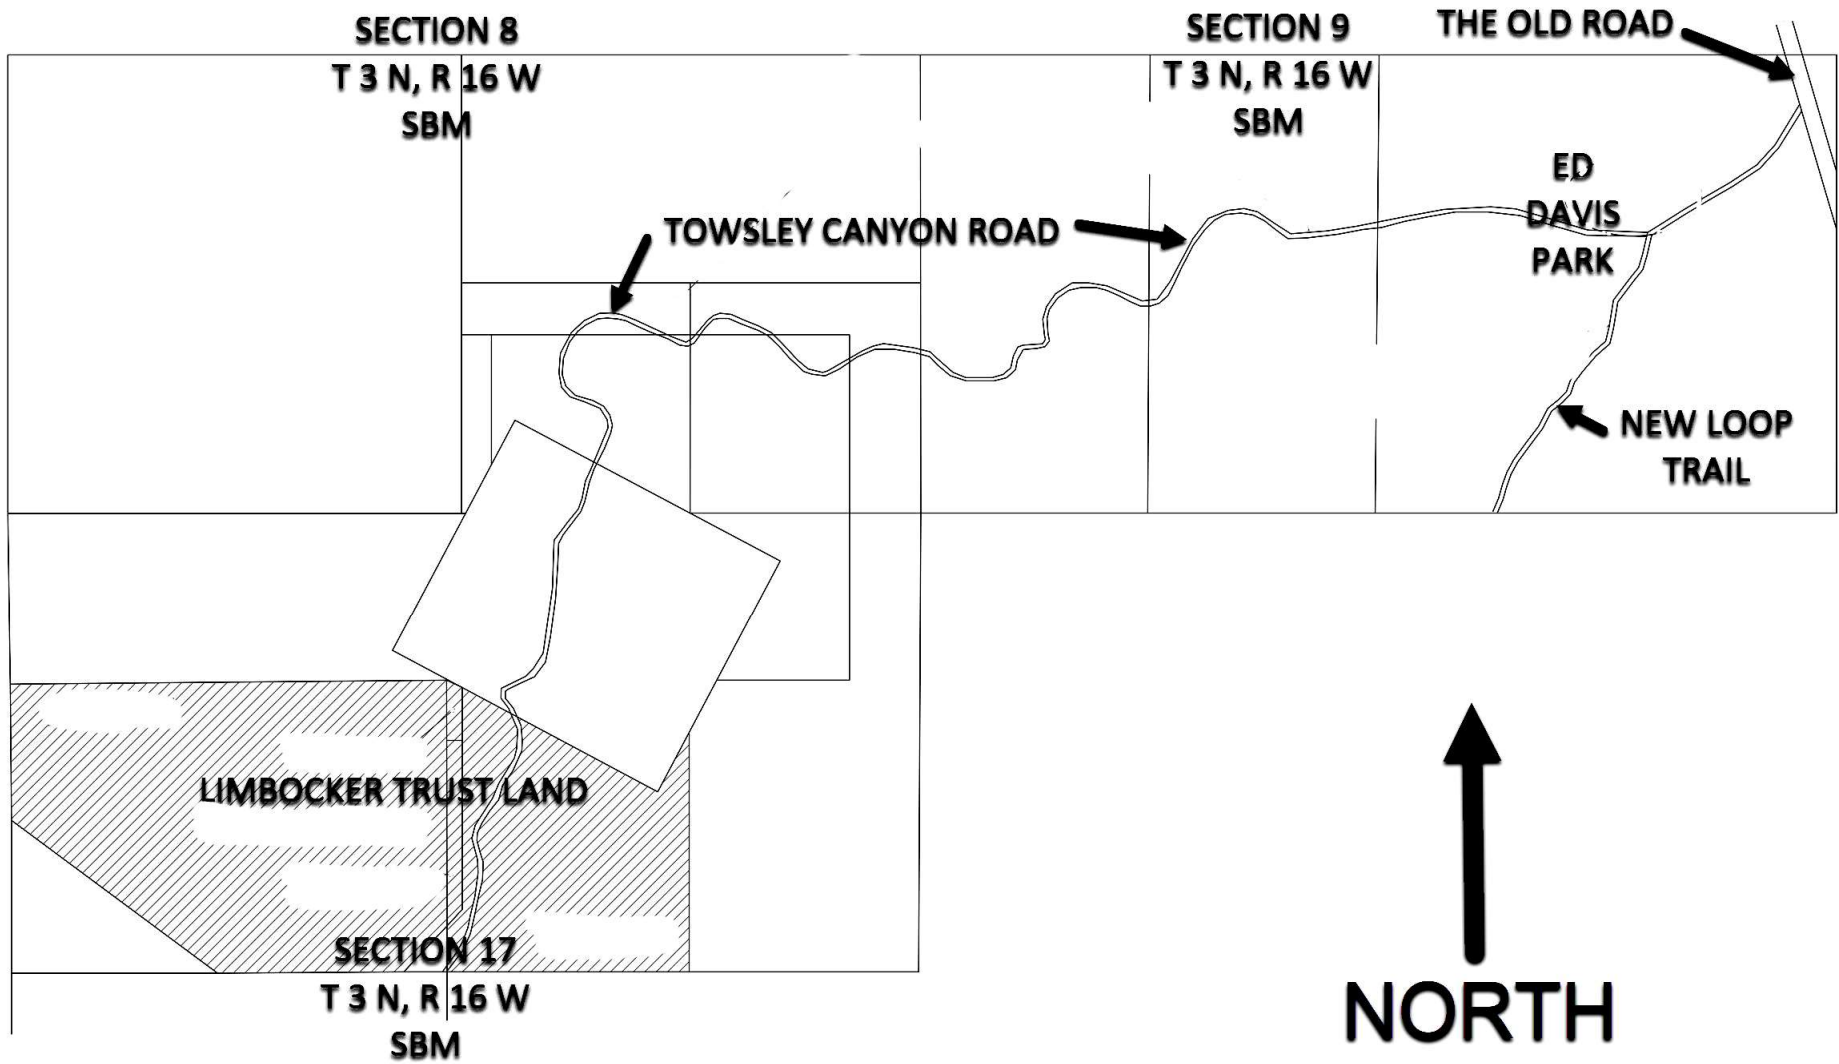 SECTION 8
T 3 N, R 16 W
SBM
SECTION 9
T 3 N, R 16 W
SBM
THE OLD ROAD
ED
DAVIS
PARK
TOWSLEY CANYON ROAD
NEW LOOP
TRAIL
LIMBOCKER TRUST LAND
SECTION 17
T 3 N, R 16 W
SBM
NORTH